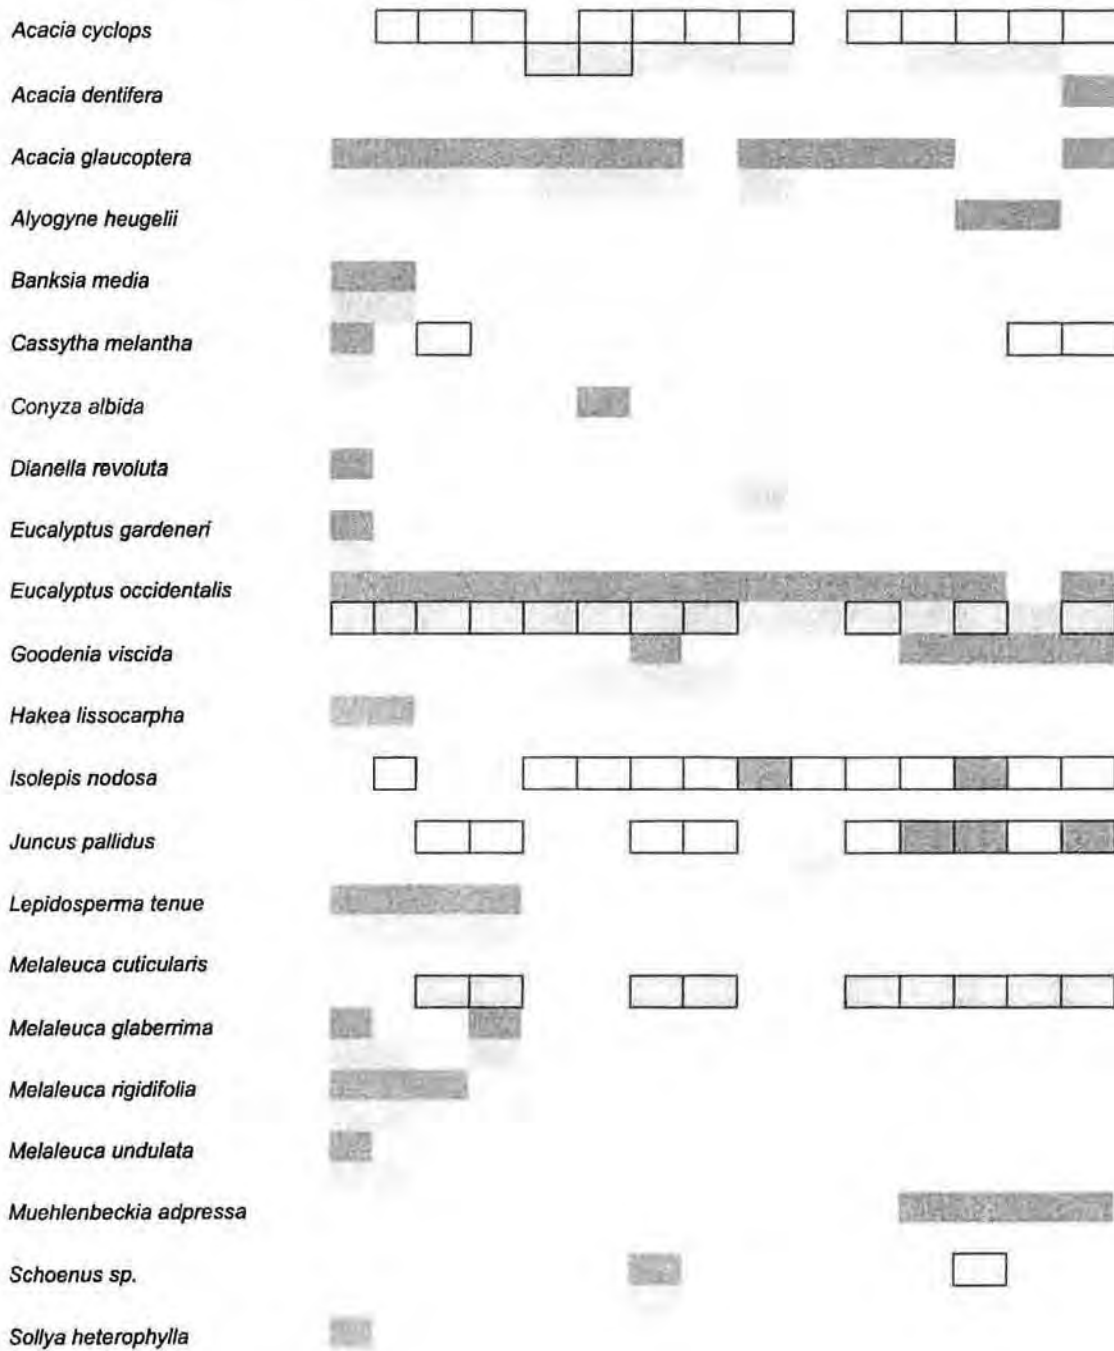 Acacia cyclops
Acacia dentifera
Acacia glaucoptera
Alyogyne heugelii
Banksia media
Cassytha melantha
Conyza albida
Dianella revoluta
Eucalyptus gardeneri
Eucalyptus occidentalis
Goodenia viscida
Hakea lissocarpha
Isolepis nodosa
Juncus pallidus
Lepidosperma tenue
Melaleuca cuticularis
Melaleuca glaberrima
Melaleuca rigidifolia
Melaleuca undulata
Muehlenbeckia adpressa
Schoenus sp.
Sollya heterophylla